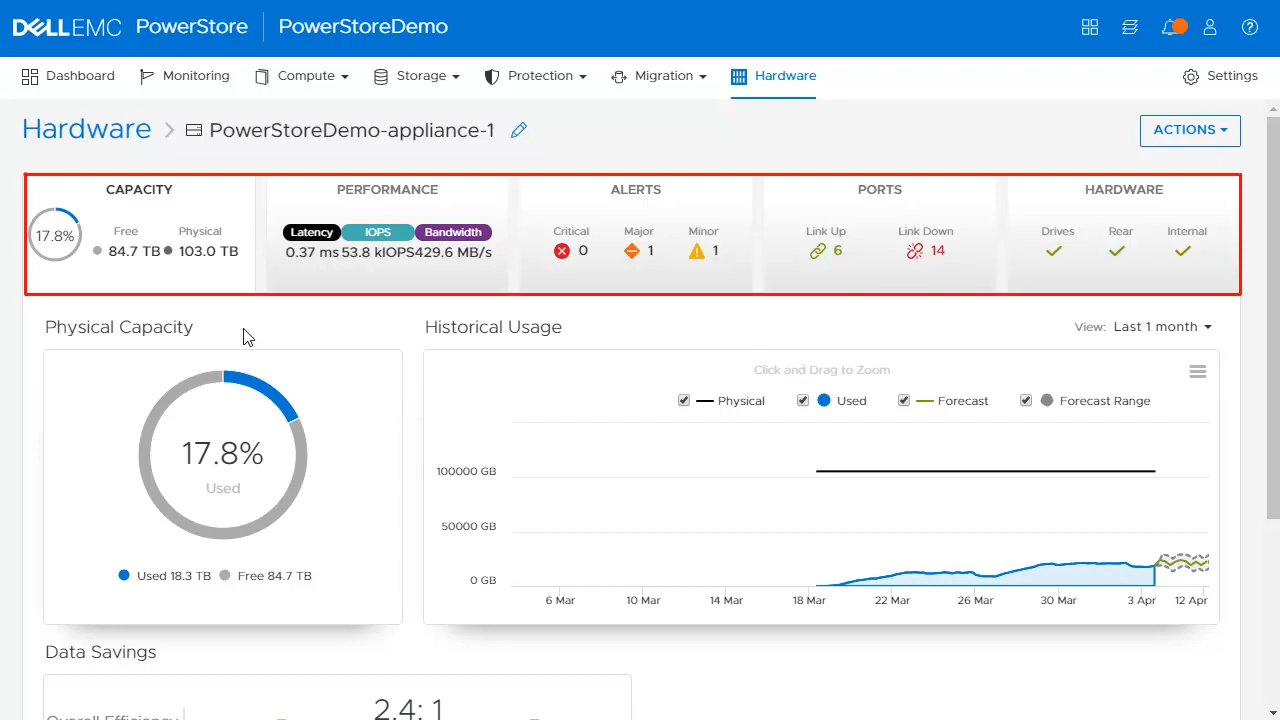 DELLEMC PowerStore PowerStoreDemo
Dashboard Monitoring Compute Storage Protection Migration Hardware Settings
Hardware PowerStoreDemo-appliance-1 ACTIONS
CAPACITY PERFORMANCE ALERTS PORTS HARDWARE
17.8% Free Physical Latency IOPS Bandwidth Critical Major Minor Link Up Link Down Drives Rear Internal
84.7 TB 103.0 TB 0.37 ms 53.8 kIOPS 429.6 MB/s 0 1 1 6 14
Physical Capacity Historical Usage View: Last 1 month
Click and Drag to Zoom
Physical Used Forecast Forecast Range
17.8%
Used
100000 GB
50000 GB
0 GB
Used 18.3 TB Free 84.7 TB
6 Mar 10 Mar 14 Mar 18 Mar 22 Mar 26 Mar 30 Mar 3 Apr 12 Apr
Data Savings
Overall Efficiency 2.4: 1